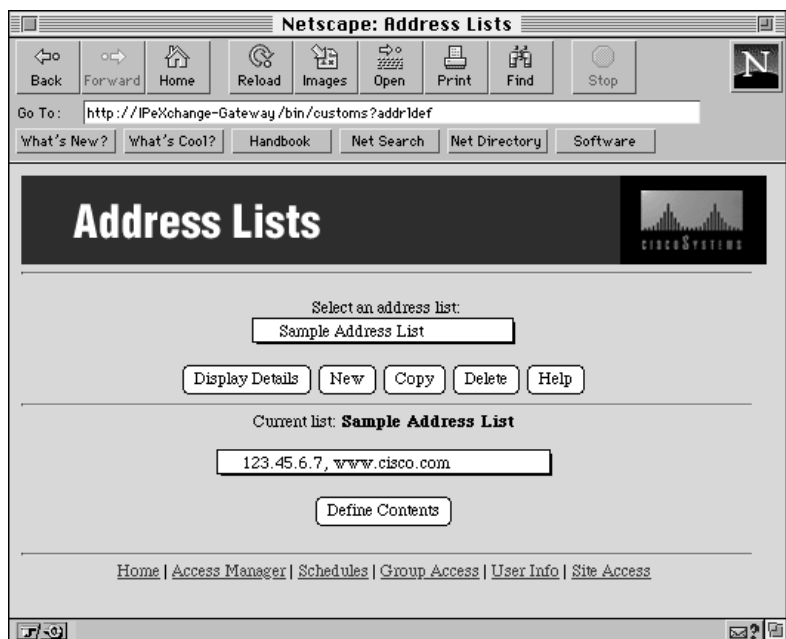 Netscape: Address Lists
Back Forward Home Reload Images Open Print Find Stop
N
Go To: http://IPeXchange-Gateway/bin/customs?addrldef
What's New? What's Cool? Handbook Net Search Net Directory Software
Address Lists
CISCO SYSTEMS
Select an address list:
Sample Address List
Display Details New Copy Delete Help
Current list: Sample Address List
123.45.6.7, www.cisco.com
Define Contents
Home | Access Manager | Schedules | Group Access | User Info | Site Access
?